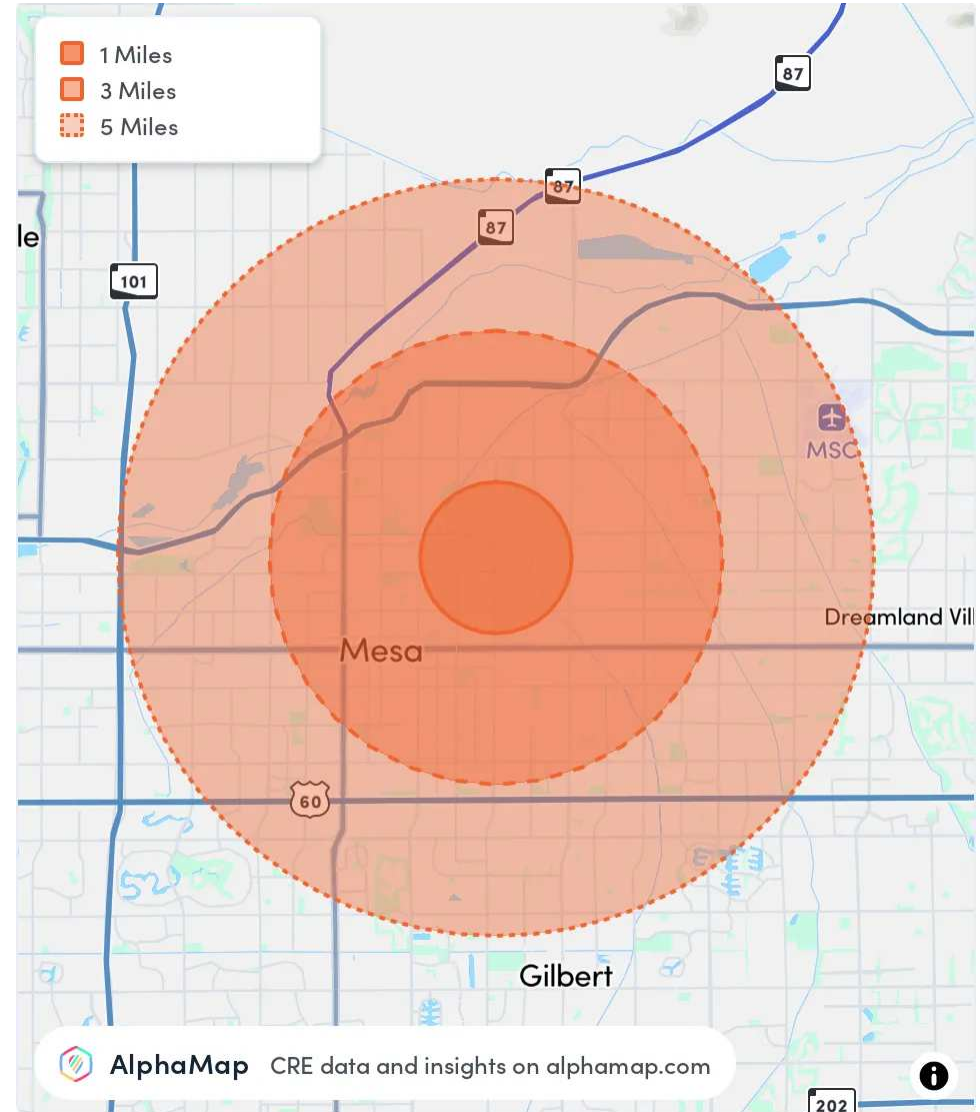 1 Miles
3 Miles
5 Miles
87
87
87
le
101
MSC
Dreamland Vil
Mesa
60
Gilbert
AlphaMap CRE data and insights on alphamap.com
202